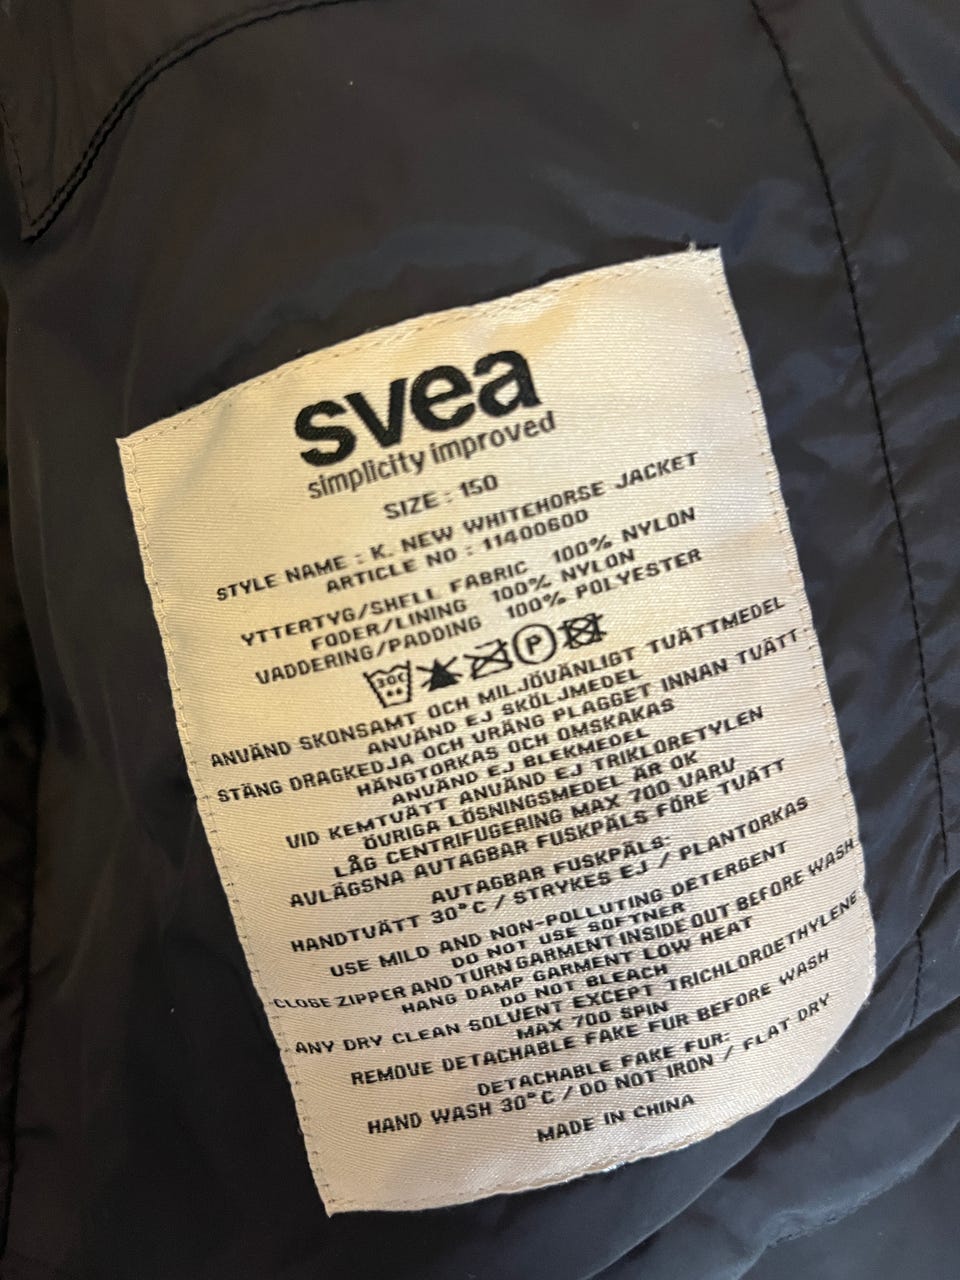 svea
simplicity improved
SIZE : 150
STYLE NAME : K. NEW WHITEHORSE JACKET
ARTICLE NO : 1140060D
YTTERTYG/SHELL FABRIC 100% NYLON
FODER/LINING 100% NYLON
VADDERING/PADDING 100% POLYESTER
30C P
ANVÄND SKONSAMT OCH MILJÖVÄNLIGT TVÄTTMEDEL
ANVÄND EJ SKÖLJMEDEL
STÄNG DRAGKEDJA OCH VRÄNG PLAGGET INNAN TVÄTT.
HÄNGTORKAS OCH OMSKAKAS
ANVÄND EJ BLEKMEDEL
VID KEMTVÄTT ANVÄND EJ TRIKLORETYLEN
ÖVRIGA LÖSNINGSMEDEL ÄR OK
LÅG CENTRIFUGERING MAX 700 VARV
AVLÄGSNA AVTAGBAR FUSKPÄLS FÖRE TVÄTT
AVTAGBAR FUSKPÄLS:
HANDTVÄTT 30°C / STRYKES EJ / PLANTORKAS
USE MILD AND NON-POLLUTING DETERGENT
DO NOT USE SOFTNER
CLOSE ZIPPER AND TURN GARMENT INSIDE OUT BEFORE WASH
HANG DAMP GARMENT LOW HEAT
DO NOT BLEACH
ANY DRY CLEAN SOLVENT EXCEPT TRICHLOROETHYLENE
MAX 700 SPIN
REMOVE DETACHABLE FAKE FUR BEFORE WASH
DETACHABLE FAKE FUR:
HAND WASH 30°C / DO NOT IRON / FLAT DRY
MADE IN CHINA